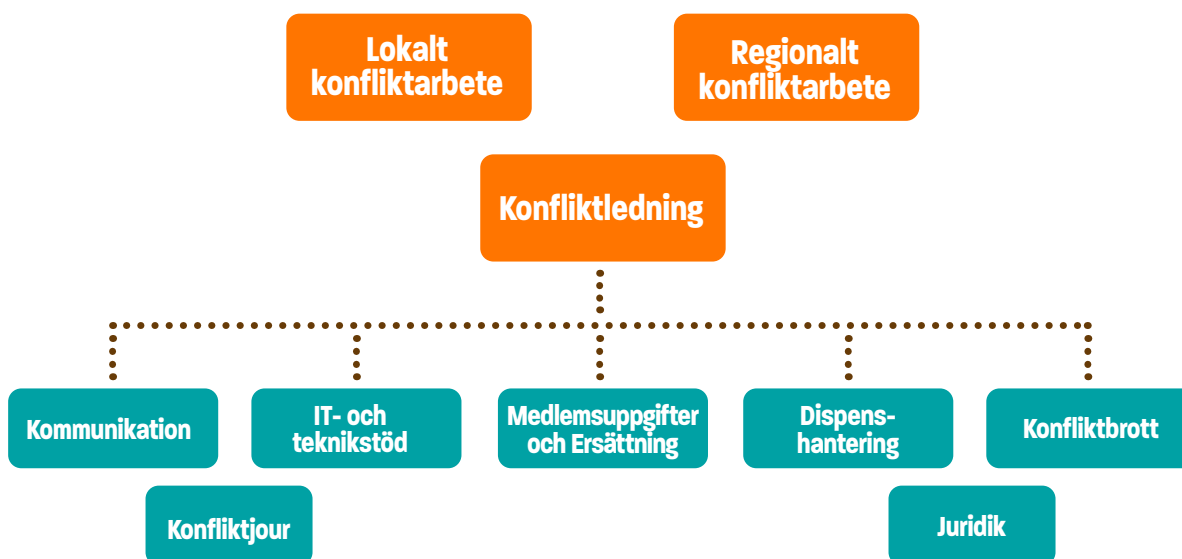 Lokalt
konfliktarbete
Regionalt
konfliktarbete
Konfliktledning
Kommunikation
IT- och
teknikstöd
Medlemsuppgifter
och Ersättning
Dispens-
hantering
Konfliktbrott
Konfliktjour
Juridik